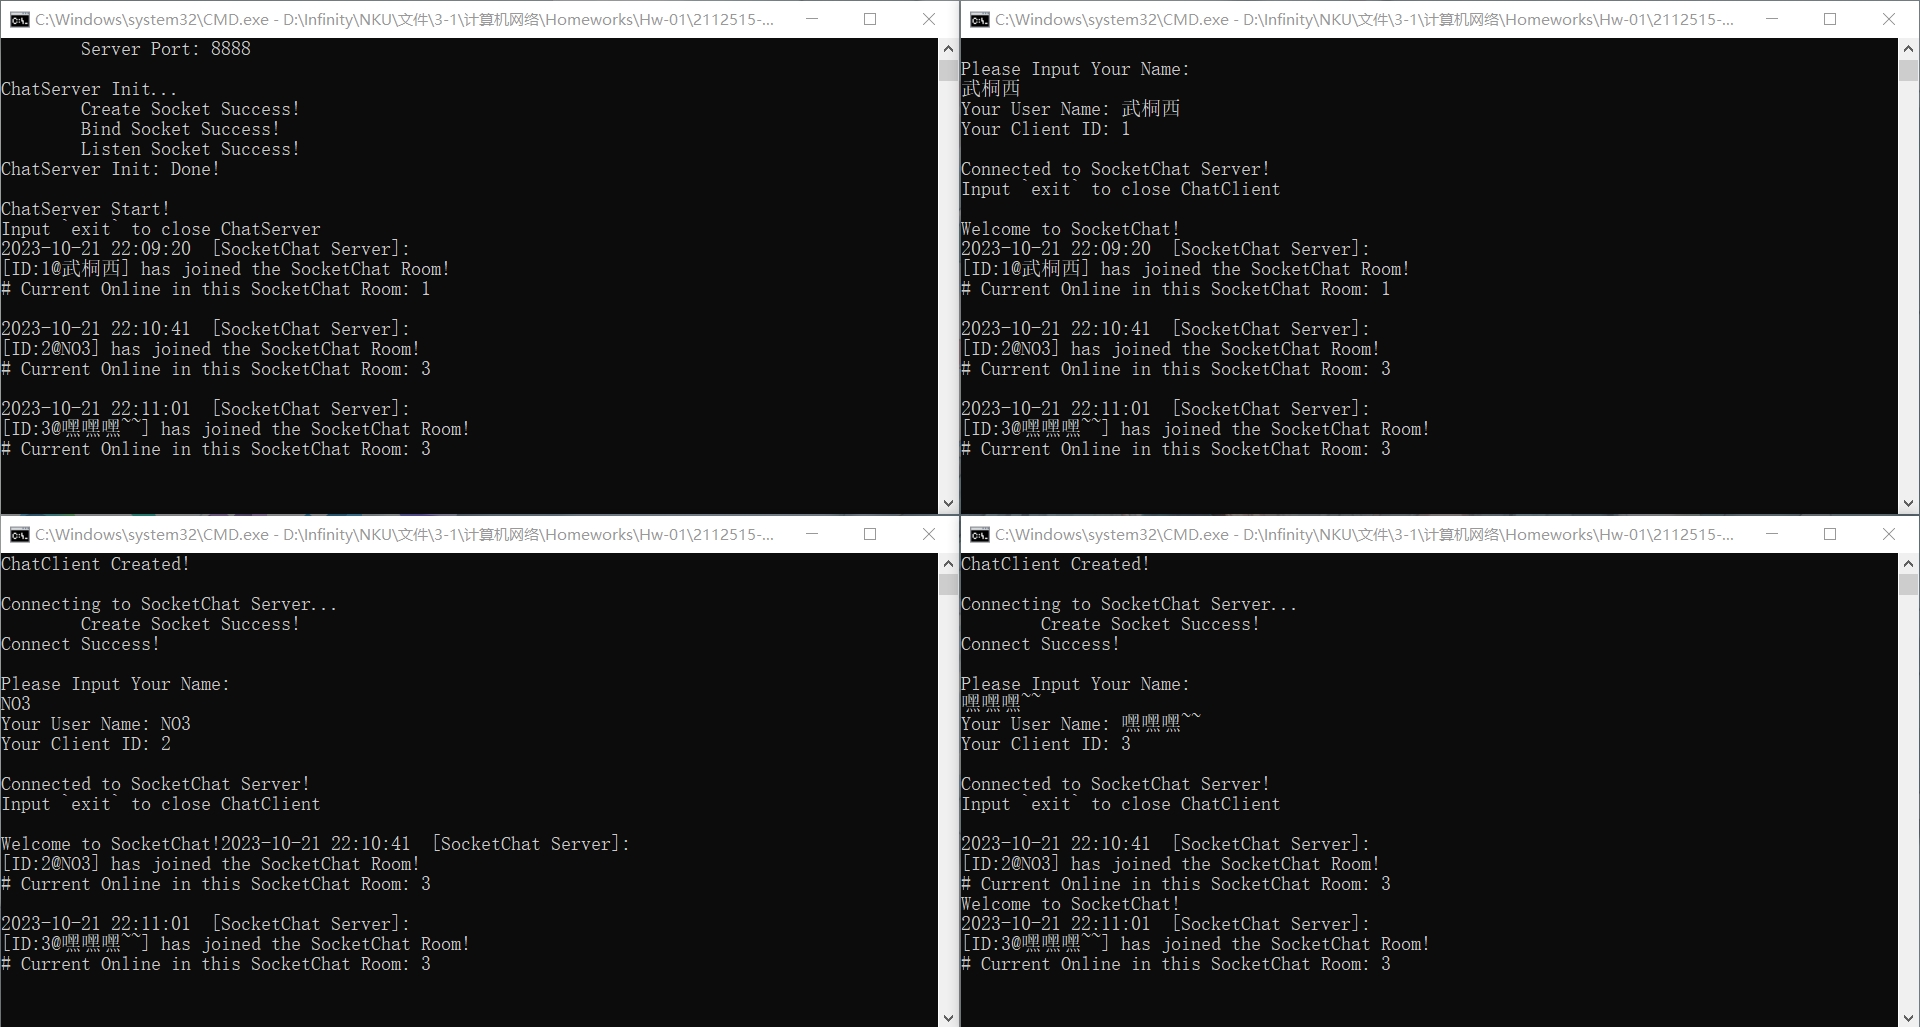 C:\Windows\system32\CMD.exe - D:\Infinity\NKU\文件\3-1\计算机网络\Homeworks\Hw-01\2112515-...
Server Port: 8888
ChatServer Init...
Create Socket Success!
Bind Socket Success!
Listen Socket Success!
ChatServer Init: Done!
ChatServer Start!
Input `exit` to close ChatServer
2023-10-21 22:09:20  [SocketChat Server]:
[ID:1@武桐西] has joined the SocketChat Room!
# Current Online in this SocketChat Room: 1
2023-10-21 22:10:41  [SocketChat Server]:
[ID:2@NO3] has joined the SocketChat Room!
# Current Online in this SocketChat Room: 3
2023-10-21 22:11:01  [SocketChat Server]:
[ID:3@嘿嘿嘿~~] has joined the SocketChat Room!
# Current Online in this SocketChat Room: 3
C:\Windows\system32\CMD.exe - D:\Infinity\NKU\文件\3-1\计算机网络\Homeworks\Hw-01\2112515-...
Please Input Your Name:
武桐西
Your User Name: 武桐西
Your Client ID: 1
Connected to SocketChat Server!
Input `exit` to close ChatClient
Welcome to SocketChat!
2023-10-21 22:09:20  [SocketChat Server]:
[ID:1@武桐西] has joined the SocketChat Room!
# Current Online in this SocketChat Room: 1
2023-10-21 22:10:41  [SocketChat Server]:
[ID:2@NO3] has joined the SocketChat Room!
# Current Online in this SocketChat Room: 3
2023-10-21 22:11:01  [SocketChat Server]:
[ID:3@嘿嘿嘿~~] has joined the SocketChat Room!
# Current Online in this SocketChat Room: 3
C:\Windows\system32\CMD.exe - D:\Infinity\NKU\文件\3-1\计算机网络\Homeworks\Hw-01\2112515-...
ChatClient Created!
Connecting to SocketChat Server...
Create Socket Success!
Connect Success!
Please Input Your Name:
NO3
Your User Name: NO3
Your Client ID: 2
Connected to SocketChat Server!
Input `exit` to close ChatClient
Welcome to SocketChat!2023-10-21 22:10:41  [SocketChat Server]:
[ID:2@NO3] has joined the SocketChat Room!
# Current Online in this SocketChat Room: 3
2023-10-21 22:11:01  [SocketChat Server]:
[ID:3@嘿嘿嘿~~] has joined the SocketChat Room!
# Current Online in this SocketChat Room: 3
C:\Windows\system32\CMD.exe - D:\Infinity\NKU\文件\3-1\计算机网络\Homeworks\Hw-01\2112515-...
ChatClient Created!
Connecting to SocketChat Server...
Create Socket Success!
Connect Success!
Please Input Your Name:
嘿嘿嘿~~
Your User Name: 嘿嘿嘿~~
Your Client ID: 3
Connected to SocketChat Server!
Input `exit` to close ChatClient
2023-10-21 22:10:41  [SocketChat Server]:
[ID:2@NO3] has joined the SocketChat Room!
# Current Online in this SocketChat Room: 3
Welcome to SocketChat!
2023-10-21 22:11:01  [SocketChat Server]:
[ID:3@嘿嘿嘿~~] has joined the SocketChat Room!
# Current Online in this SocketChat Room: 3